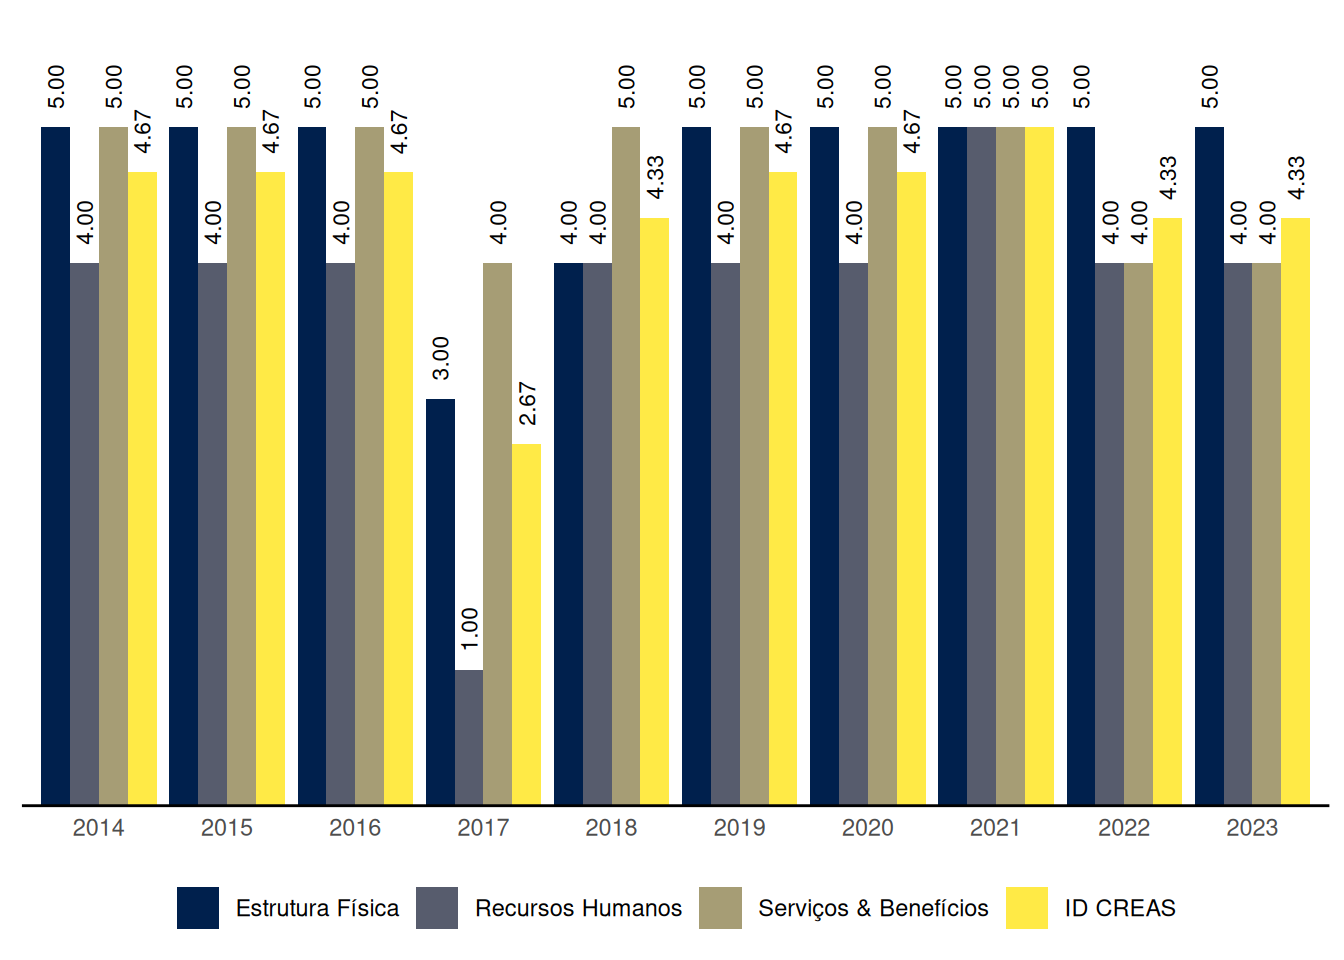 5.00 4.00 5.00 4.67 5.00 4.00 5.00 4.67 5.00 4.00 5.00 4.67 3.00 1.00 4.00 2.67 4.00 4.00 5.00 4.33 5.00 4.00 5.00 4.67 5.00 4.00 5.00 4.67 5.00 5.00 5.00 5.00 5.00 4.00 4.00 4.33 5.00 4.00 4.00 4.33
2014 2015 2016 2017 2018 2019 2020 2021 2022 2023
Estrutura Física Recursos Humanos Serviços & Benefícios ID CREAS